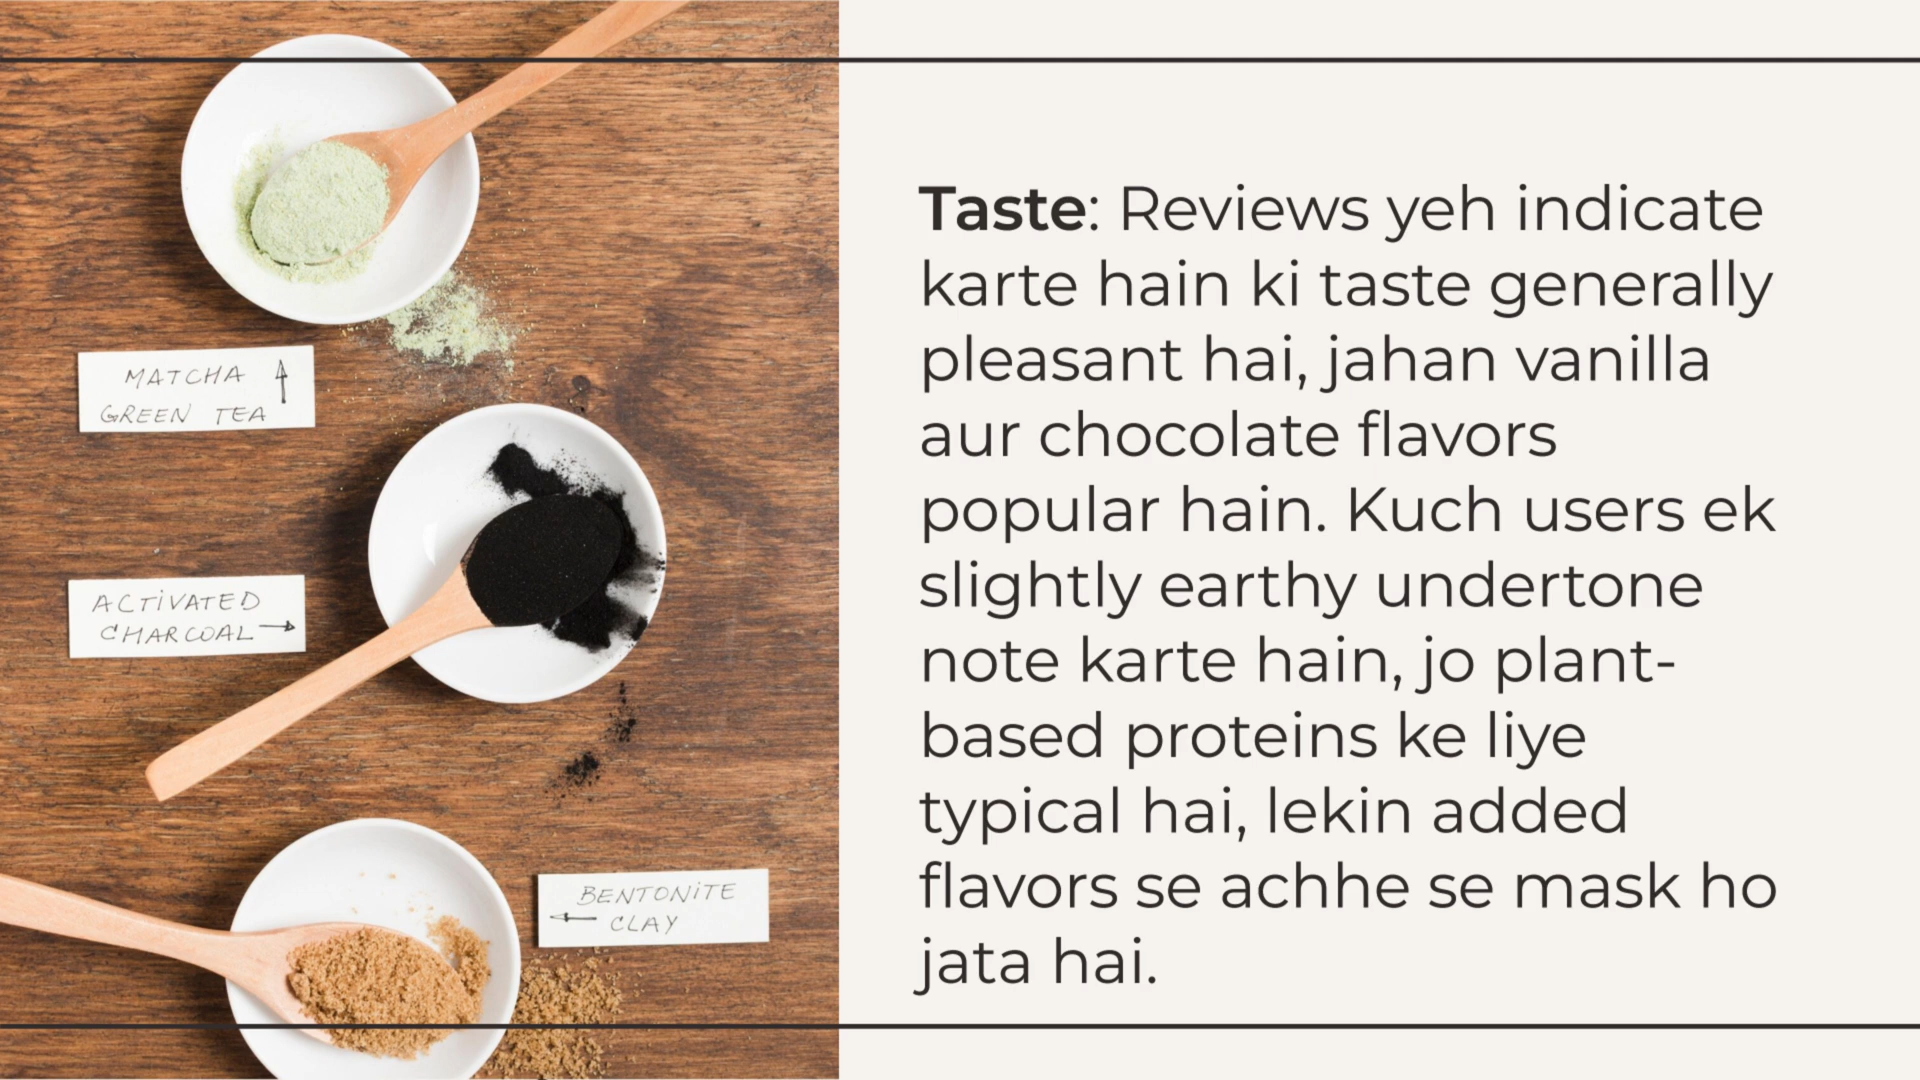 MATCHA
GREEN TEA
ACTIVATED
CHARCOAL
BENTONITE
CLAY
Taste: Reviews yeh indicate
karte hain ki taste generally
pleasant hai, jahan vanilla
aur chocolate flavors
popular hain. Kuch users ek
slightly earthy undertone
note karte hain, jo plant-
based proteins ke liye
typical hai, lekin added
flavors se achhe se mask ho
jata hai.